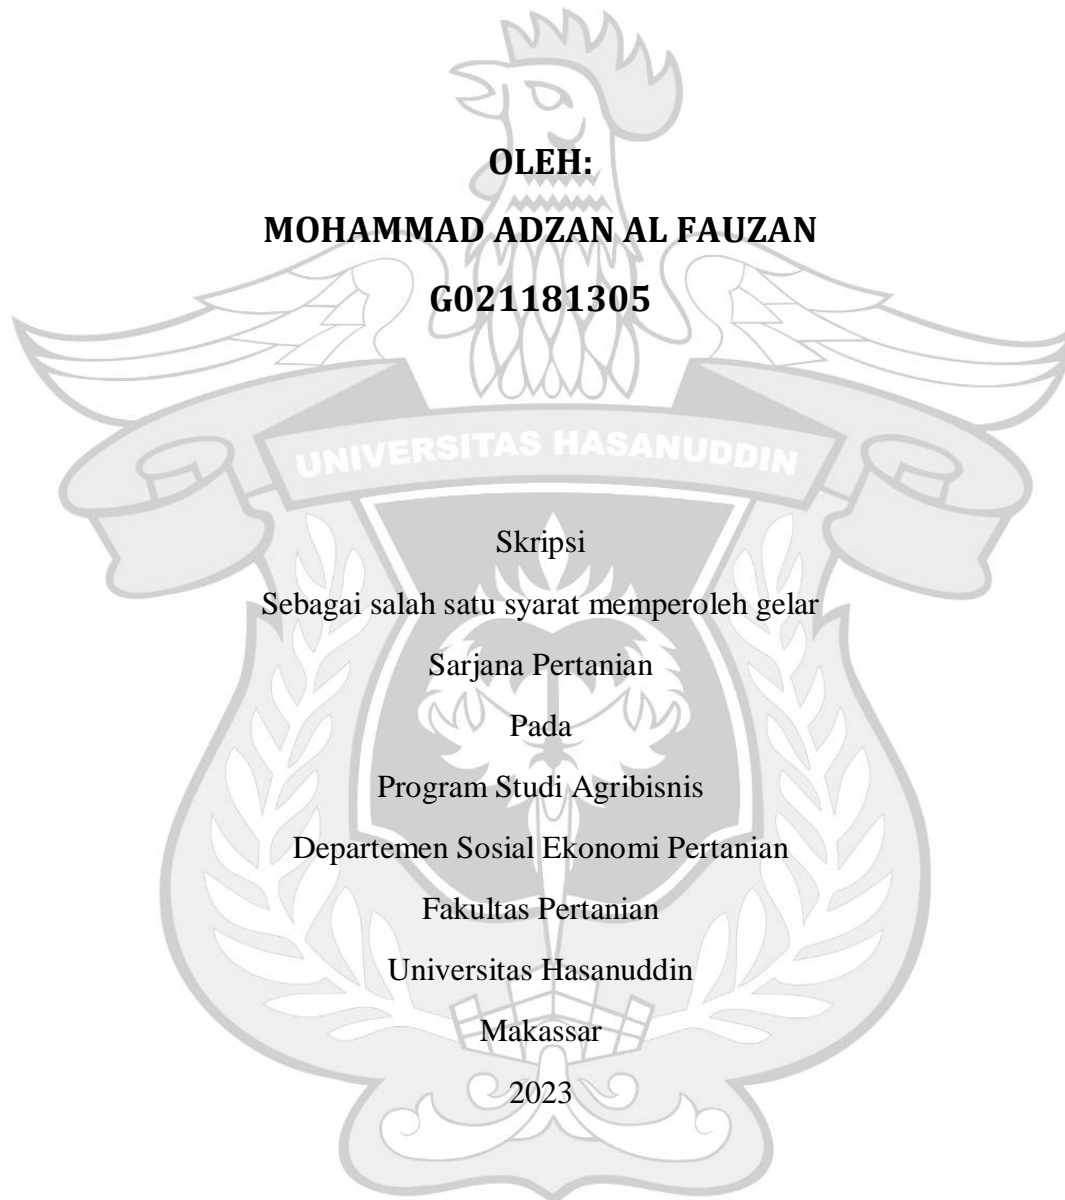 OLEH:
MOHAMMAD ADZAN AL FAUZAN
G021181305
UNIVERSITAS HASANUDDIN
Skripsi
Sebagai salah satu syarat memperoleh gelar
Sarjana Pertanian
Pada
Program Studi Agribisnis
Departemen Sosial Ekonomi Pertanian
Fakultas Pertanian
Universitas Hasanuddin
Makassar
2023